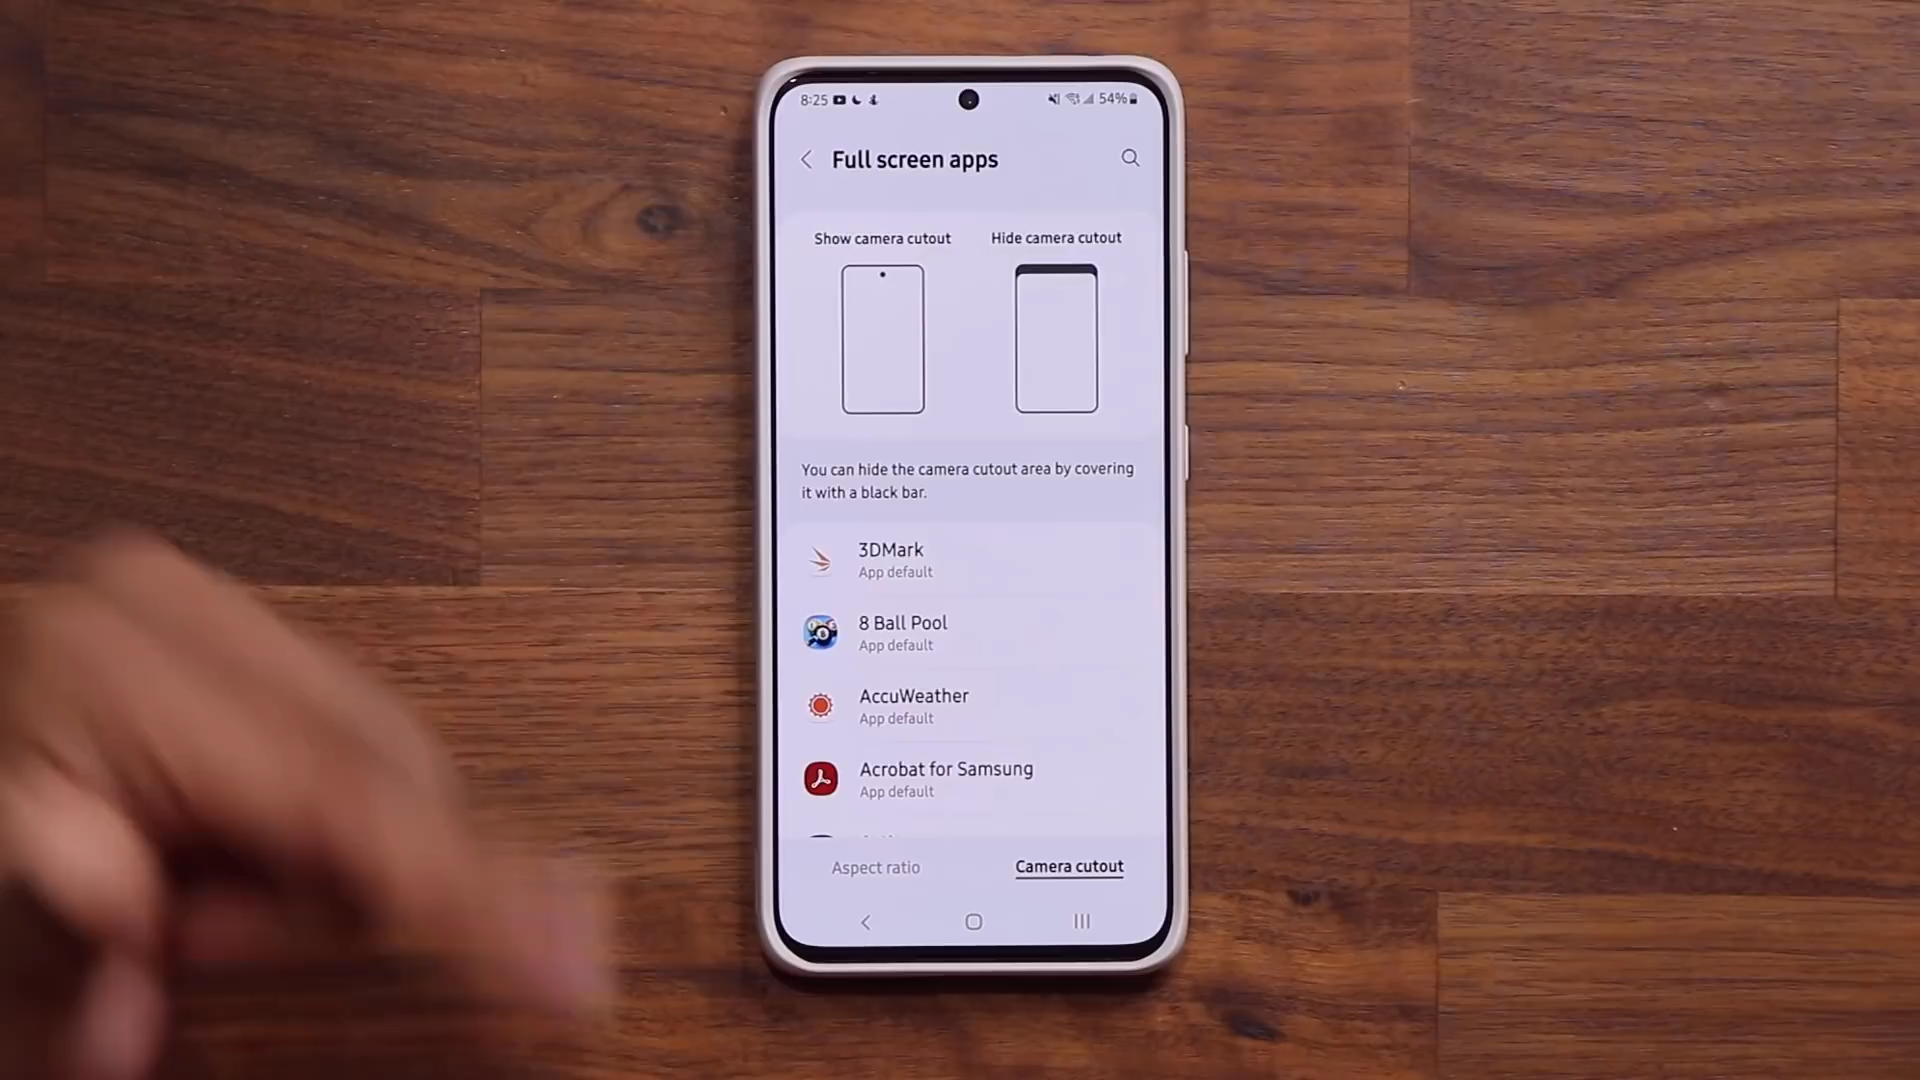 8:25 54%
Full screen apps
Show camera cutout Hide camera cutout
You can hide the camera cutout area by covering
it with a black bar.
3DMark
App default
8 Ball Pool
App default
AccuWeather
App default
Acrobat for Samsung
App default
Aspect ratio Camera cutout